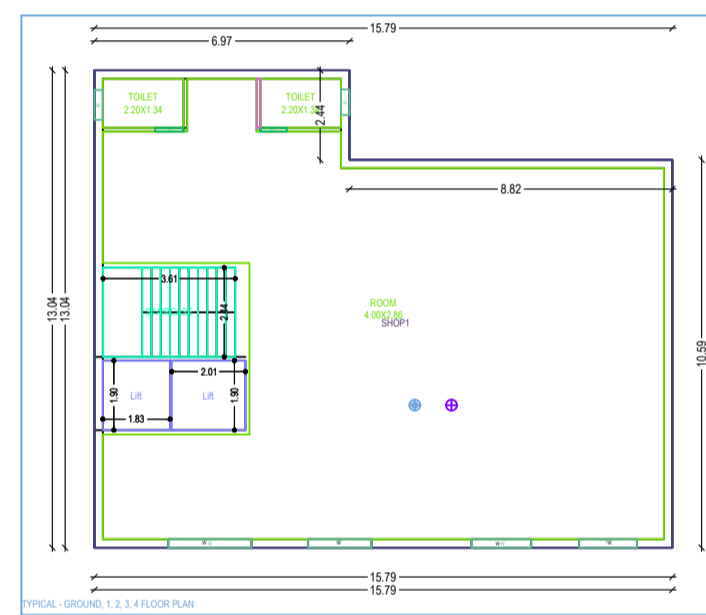 15.79
6.97
TOILET
2.20X1.34
TOILET
2.20X1.34
2.44
8.82
13.04
13.04
3.61
ROOM
4.00X2.86
SHOP1
10.59
2.01
Lift
Lift
1.90
1.90
1.83
W
W
W
W
15.79
15.79
TYPICAL - GROUND, 1, 2, 3, 4 FLOOR PLAN